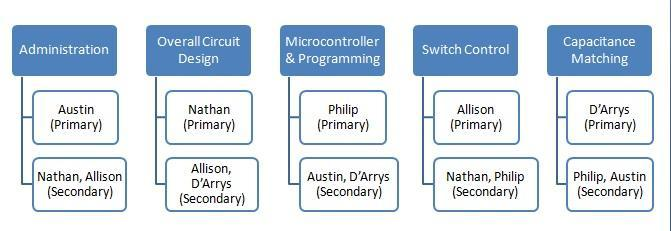 Administration
Austin
(Primary)
Nathan, Allison
(Secondary)
Overall Circuit
Design
Nathan
(Primary)
Allison,
D'Arrys
(Secondary)
Microcontroller
& Programming
Philip
(Primary)
Austin, D'Arrys
(Secondary)
Switch Control
Allison
(Primary)
Nathan, Philip
(Secondary)
Capacitance
Matching
D'Arrys
(Primary)
Philip, Austin
(Secondary)